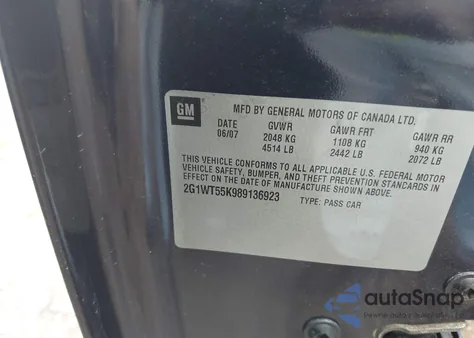 GM
MFD BY GENERAL MOTORS OF CANADA LTD.
DATE GVWR GAWR FRT GAWR RR
06/07 2048 KG 1108 KG 940 KG
4514 LB 2442 LB 2072 LB
THIS VEHICLE CONFORMS TO ALL APPLICABLE U.S. FEDERAL MOTOR
VEHICLE SAFETY, BUMPER, AND THEFT PREVENTION STANDARDS IN
EFFECT ON THE DATE OF MANUFACTURE SHOWN ABOVE.
2G1WT55K989136923 TYPE: PASS CAR
autoSnap